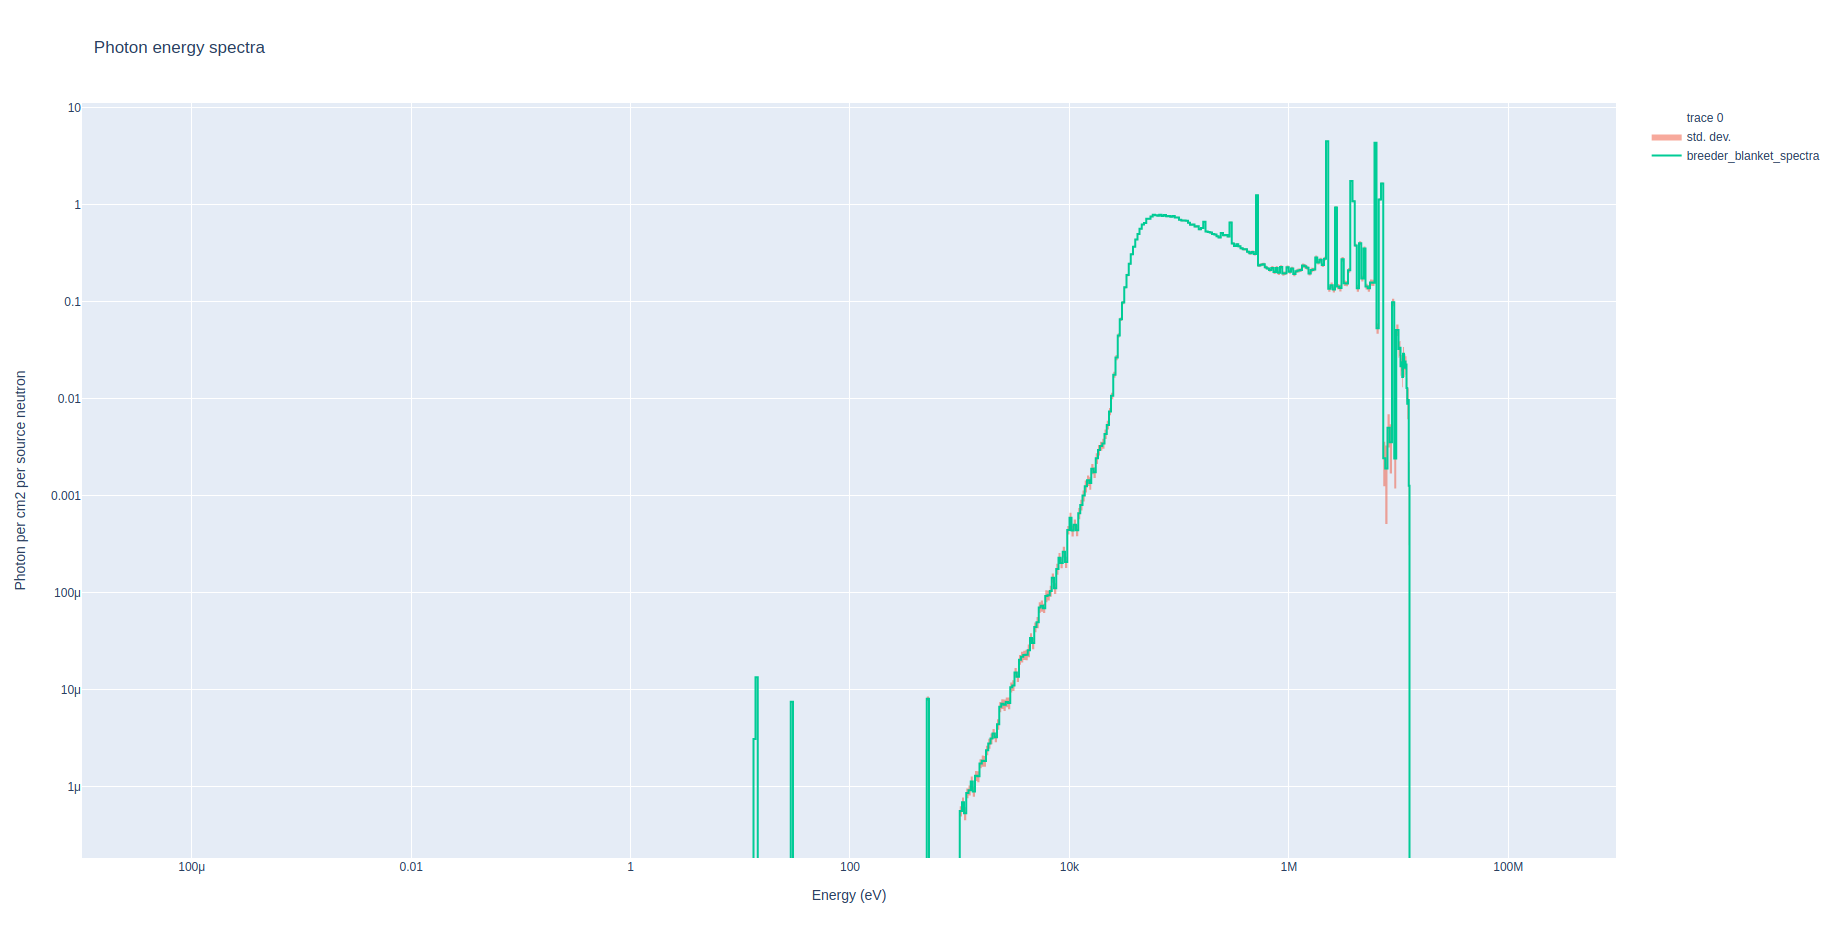 Photon energy spectra
trace 0
std. dev.
breeder_blanket_spectra
Photon per cm2 per source neutron
10
1
0.1
0.01
0.001
100μ
10μ
1μ
100μ
0.01
1
100
10k
1M
100M
Energy (eV)